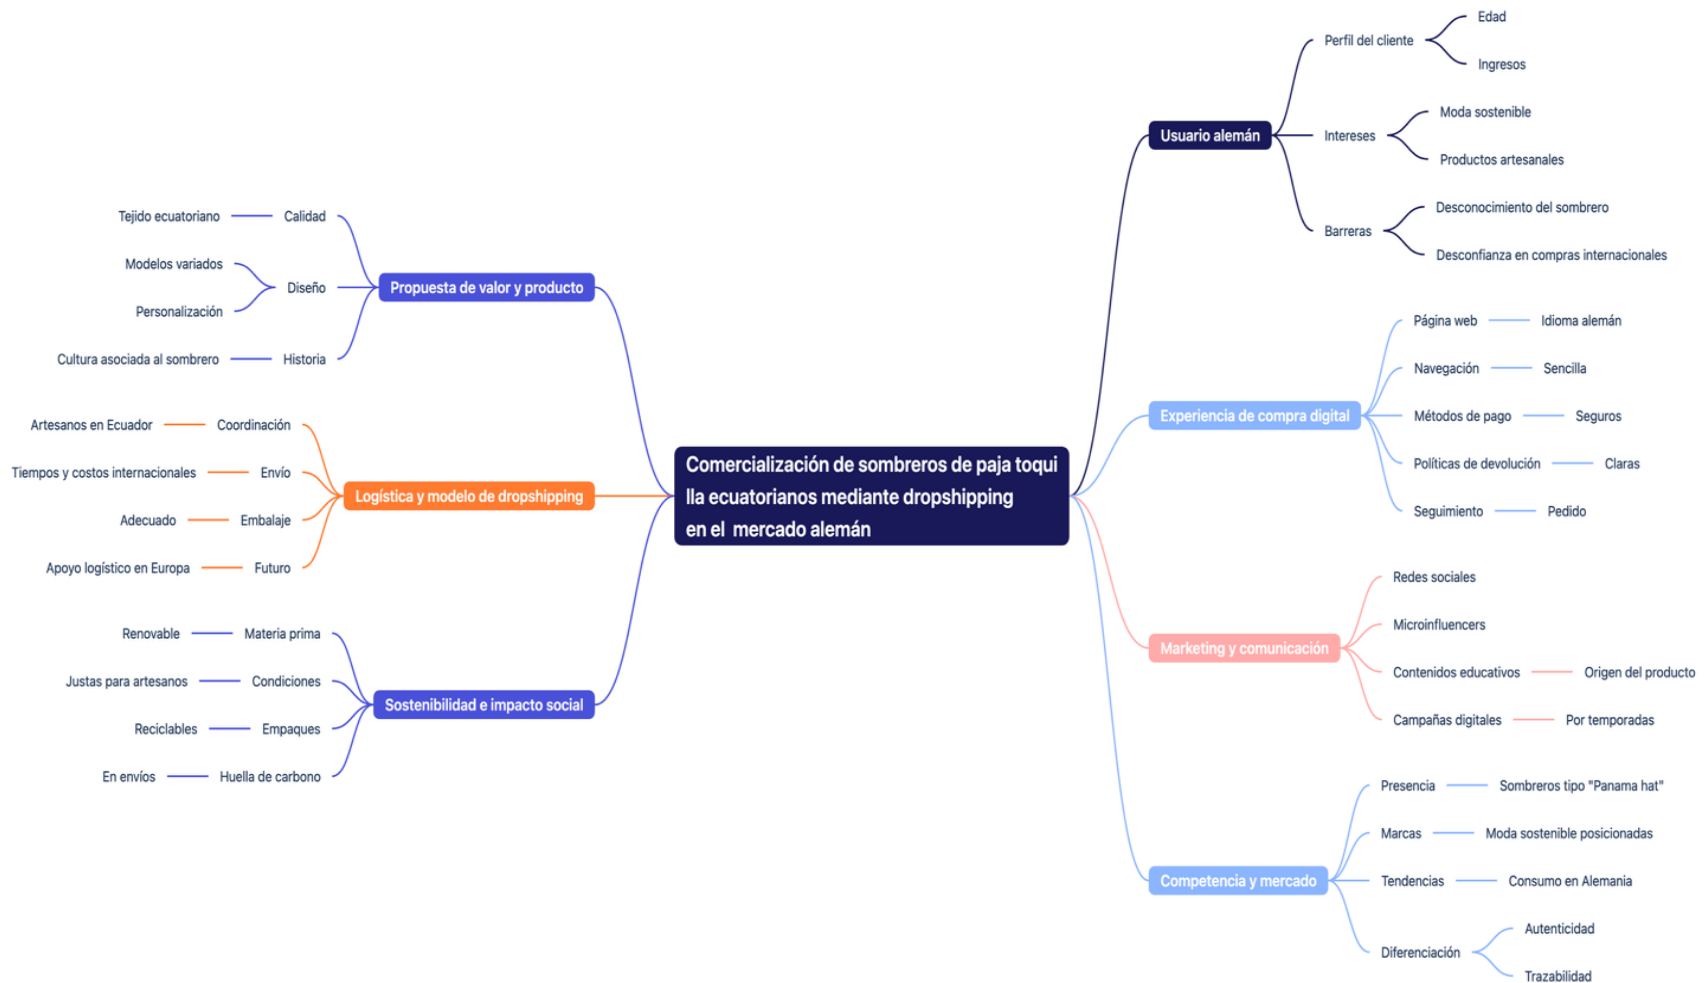 Comercialización de sombreros de paja toqui
lla ecuatorianos mediante dropshipping
en el mercado alemán
Usuario alemán
Perfil del cliente
Edad
Ingresos
Intereses
Moda sostenible
Productos artesanales
Barreras
Desconocimiento del sombrero
Desconfianza en compras internacionales
Experiencia de compra digital
Página web
Idioma alemán
Navegación
Sencilla
Métodos de pago
Seguros
Políticas de devolución
Claras
Seguimiento
Pedido
Marketing y comunicación
Redes sociales
Microinfluencers
Contenidos educativos
Origen del producto
Campañas digitales
Por temporadas
Competencia y mercado
Presencia
Sombreros tipo "Panama hat"
Marcas
Moda sostenible posicionadas
Tendencias
Consumo en Alemania
Diferenciación
Autenticidad
Trazabilidad
Propuesta de valor y producto
Calidad
Tejido ecuatoriano
Diseño
Modelos variados
Personalización
Historia
Cultura asociada al sombrero
Logística y modelo de dropshipping
Coordinación
Artesanos en Ecuador
Envío
Tiempos y costos internacionales
Embalaje
Adecuado
Futuro
Apoyo logístico en Europa
Sostenibilidad e impacto social
Materia prima
Renovable
Condiciones
Justas para artesanos
Empaques
Reciclables
Huella de carbono
En envíos